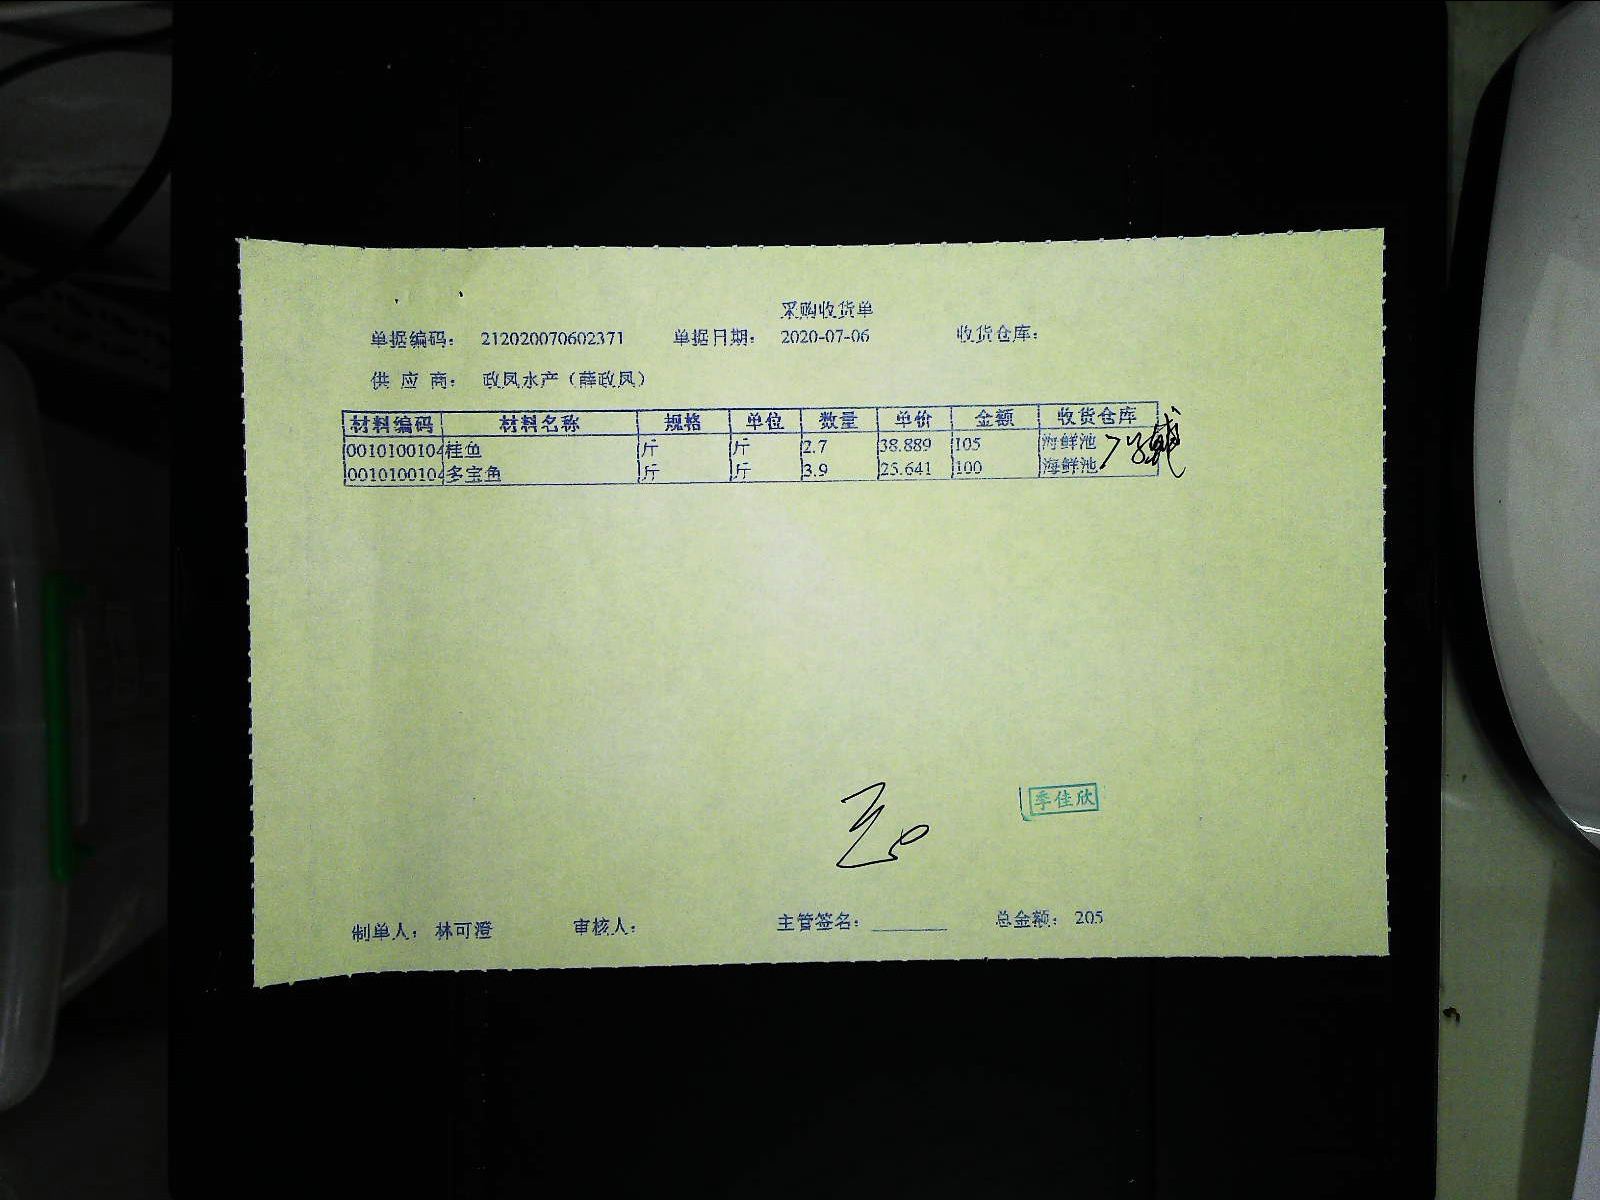 采购收货单
单据编码： 212020070602371 单据日期： 2020-07-06 收货仓库：
供 应 商： 政凤水产（薛政凤）
材料编码 材料名称 规格 单位 数量 单价 金额 收货仓库
0010100104 桂鱼 斤 斤 2.7 38.889 105 海鲜池
0010100104 多宝鱼 斤 斤 3.9 25.641 100 海鲜池
季佳欣
制单人： 林可澄 审核人： 主管签名： 总金额： 205